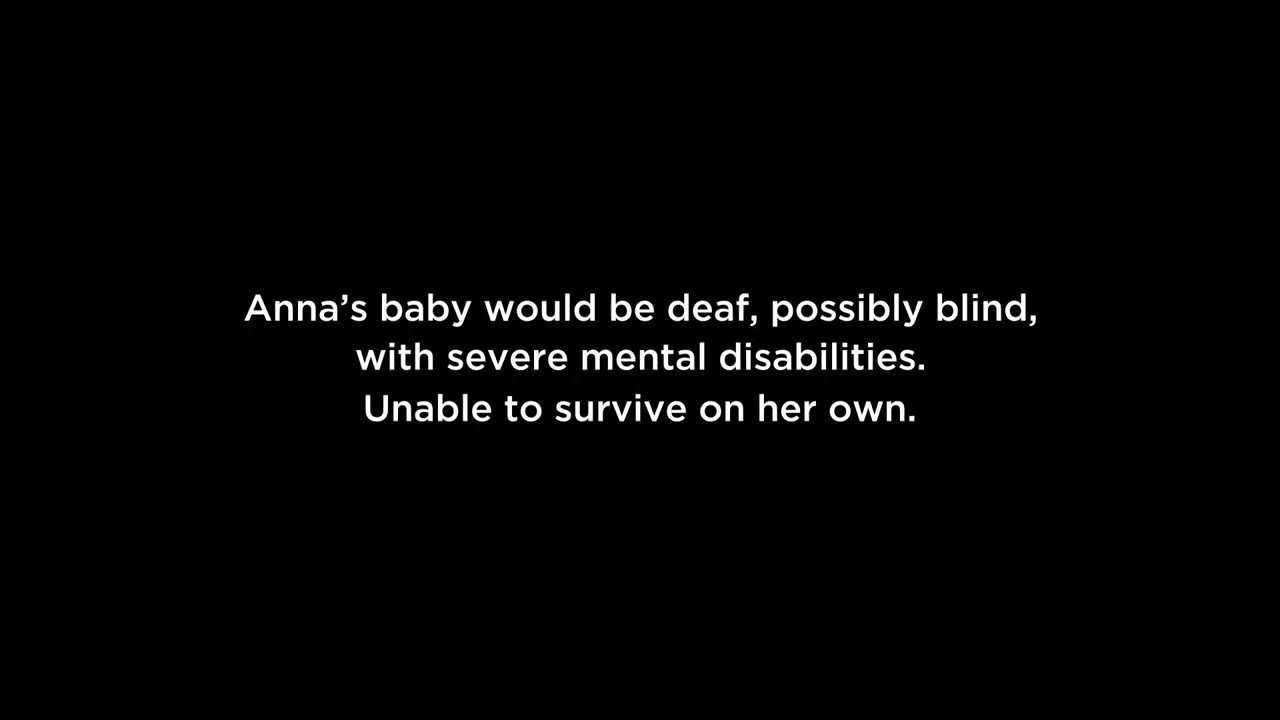 Anna’s baby would be deaf, possibly blind,
with severe mental disabilities.
Unable to survive on her own.